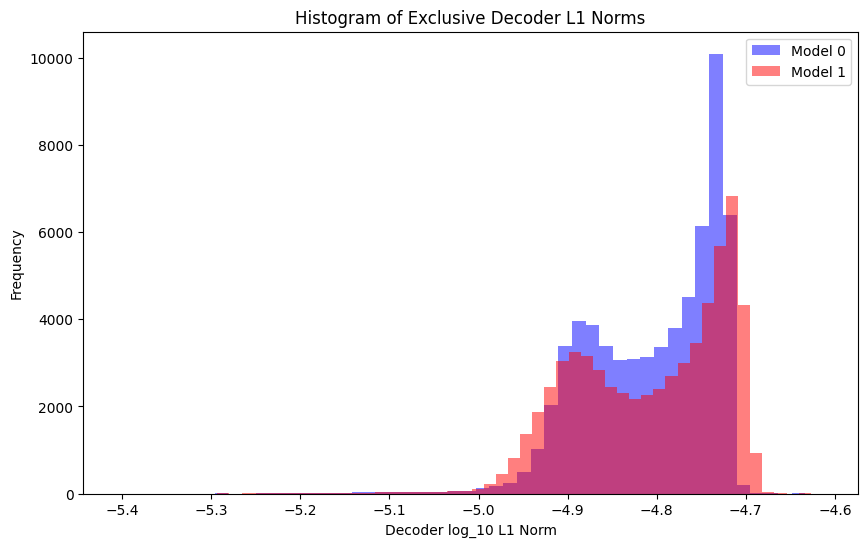 Histogram of Exclusive Decoder L1 Norms
Model 0
Model 1
10000
8000
6000
4000
2000
0
Frequency
−5.4 −5.3 −5.2 −5.1 −5.0 −4.9 −4.8 −4.7 −4.6
Decoder log_10 L1 Norm